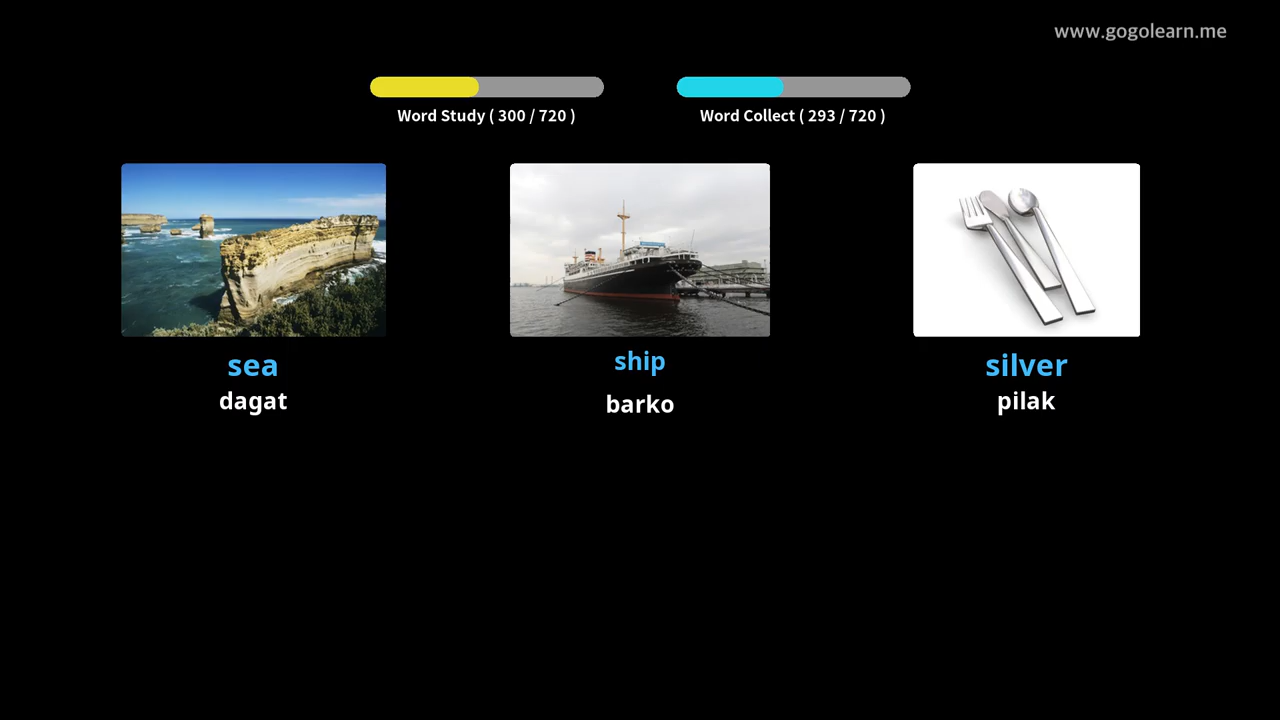 www.gogolearn.me
Word Study ( 300 / 720 )
Word Collect ( 293 / 720 )
sea
dagat
ship
barko
silver
pilak